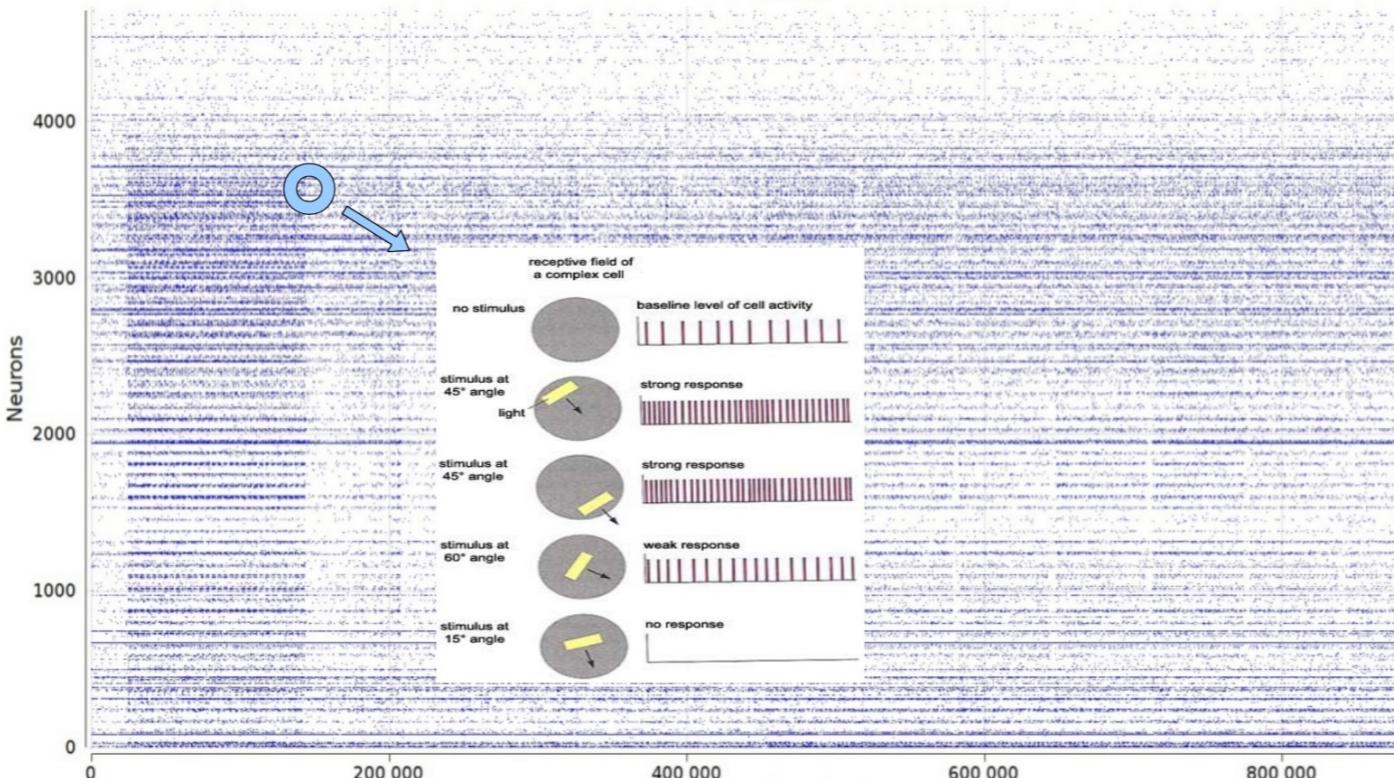 Neurons
4000
3000
2000
1000
0
receptive field of
a complex cell
no stimulus
baseline level of cell activity
stimulus at
45° angle
light
strong response
stimulus at
45° angle
strong response
stimulus at
60° angle
weak response
stimulus at
15° angle
no response
0
200 000
400 000
600 000
800 000